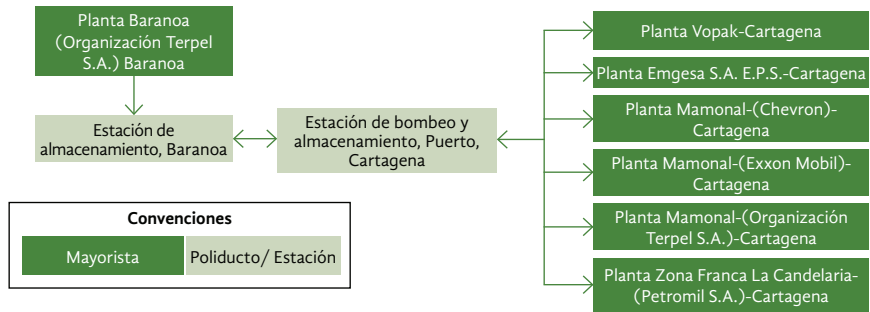 Planta Baranoa
(Organización Terpel
S.A.) Baranoa
Estación de
almacenamiento, Baranoa
Estación de bombeo y
almacenamiento, Puerto,
Cartagena
Planta Vopak-Cartagena
Planta Emgesa S.A. E.P.S.-Cartagena
Planta Mamonal-(Chevron)-
Cartagena
Planta Mamonal-(Exxon Mobil)-
Cartagena
Planta Mamonal-(Organización
Terpel S.A.)-Cartagena
Planta Zona Franca La Candelaria-
(Petromil S.A.)-Cartagena
Convenciones
Mayorista
Poliducto/ Estación